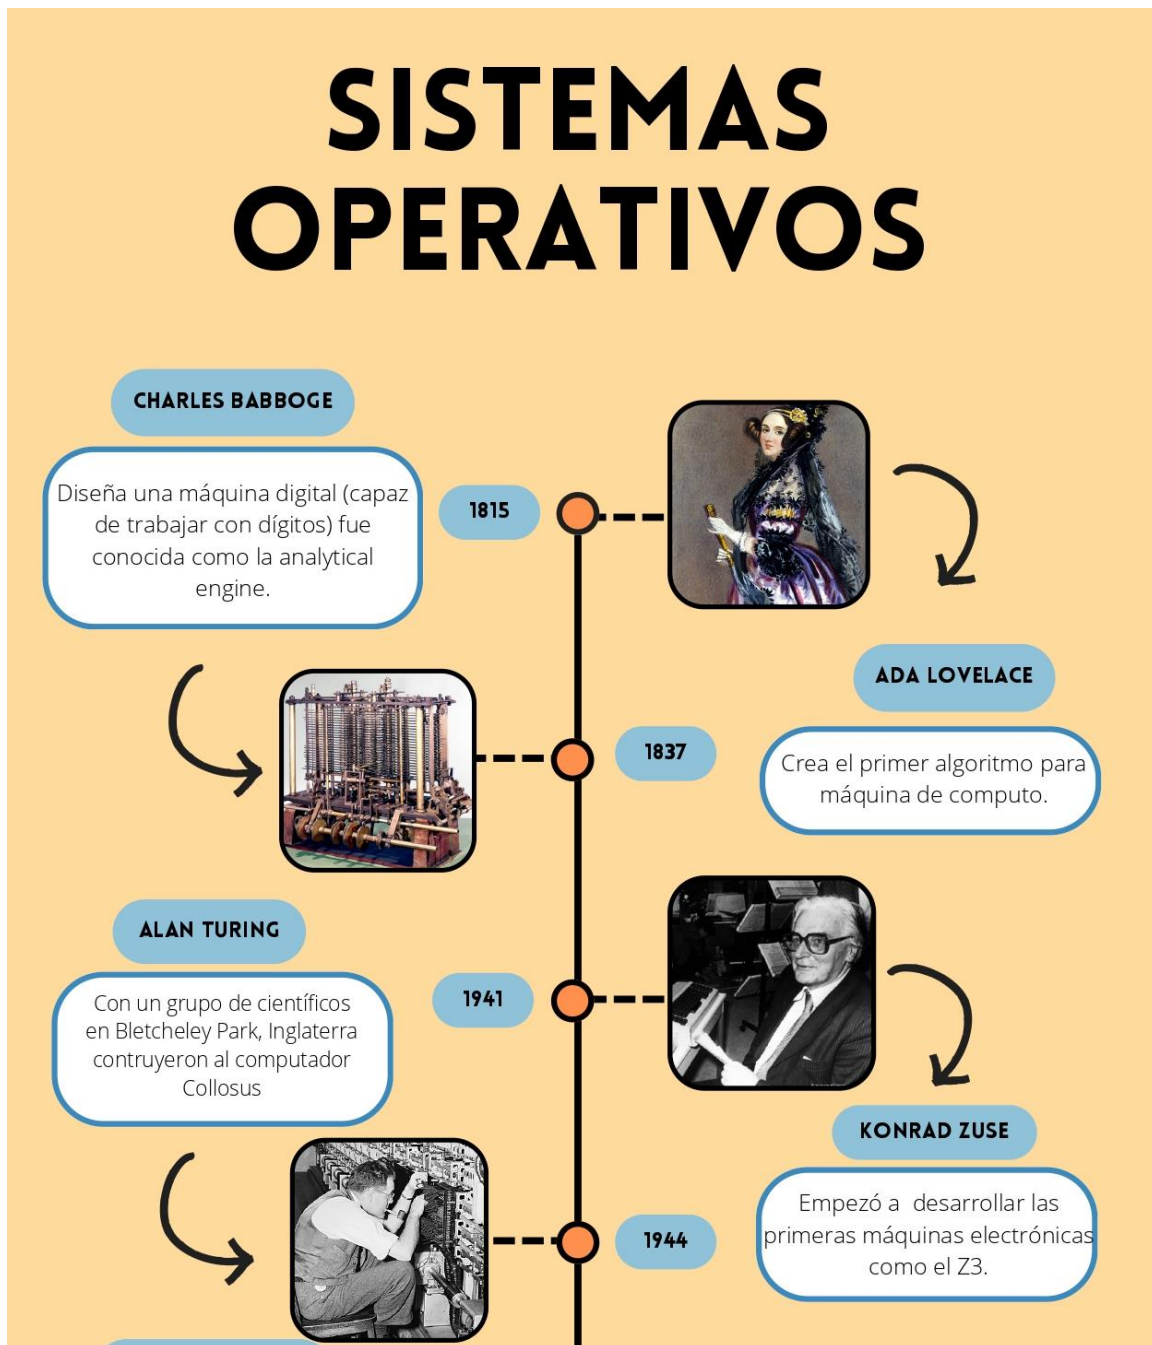 SISTEMAS
OPERATIVOS
CHARLES BABBOGE
Diseña una máquina digital (capaz
de trabajar con dígitos) fue
conocida como la analytical
engine.
1815
ADA LOVELACE
Crea el primer algoritmo para
máquina de computo.
1837
ALAN TURING
Con un grupo de científicos
en Bletcheley Park, Inglaterra
contruyeron al computador
Collosus
1941
KONRAD ZUSE
Empezó a desarrollar las
primeras máquinas electrónicas
como el Z3.
1944